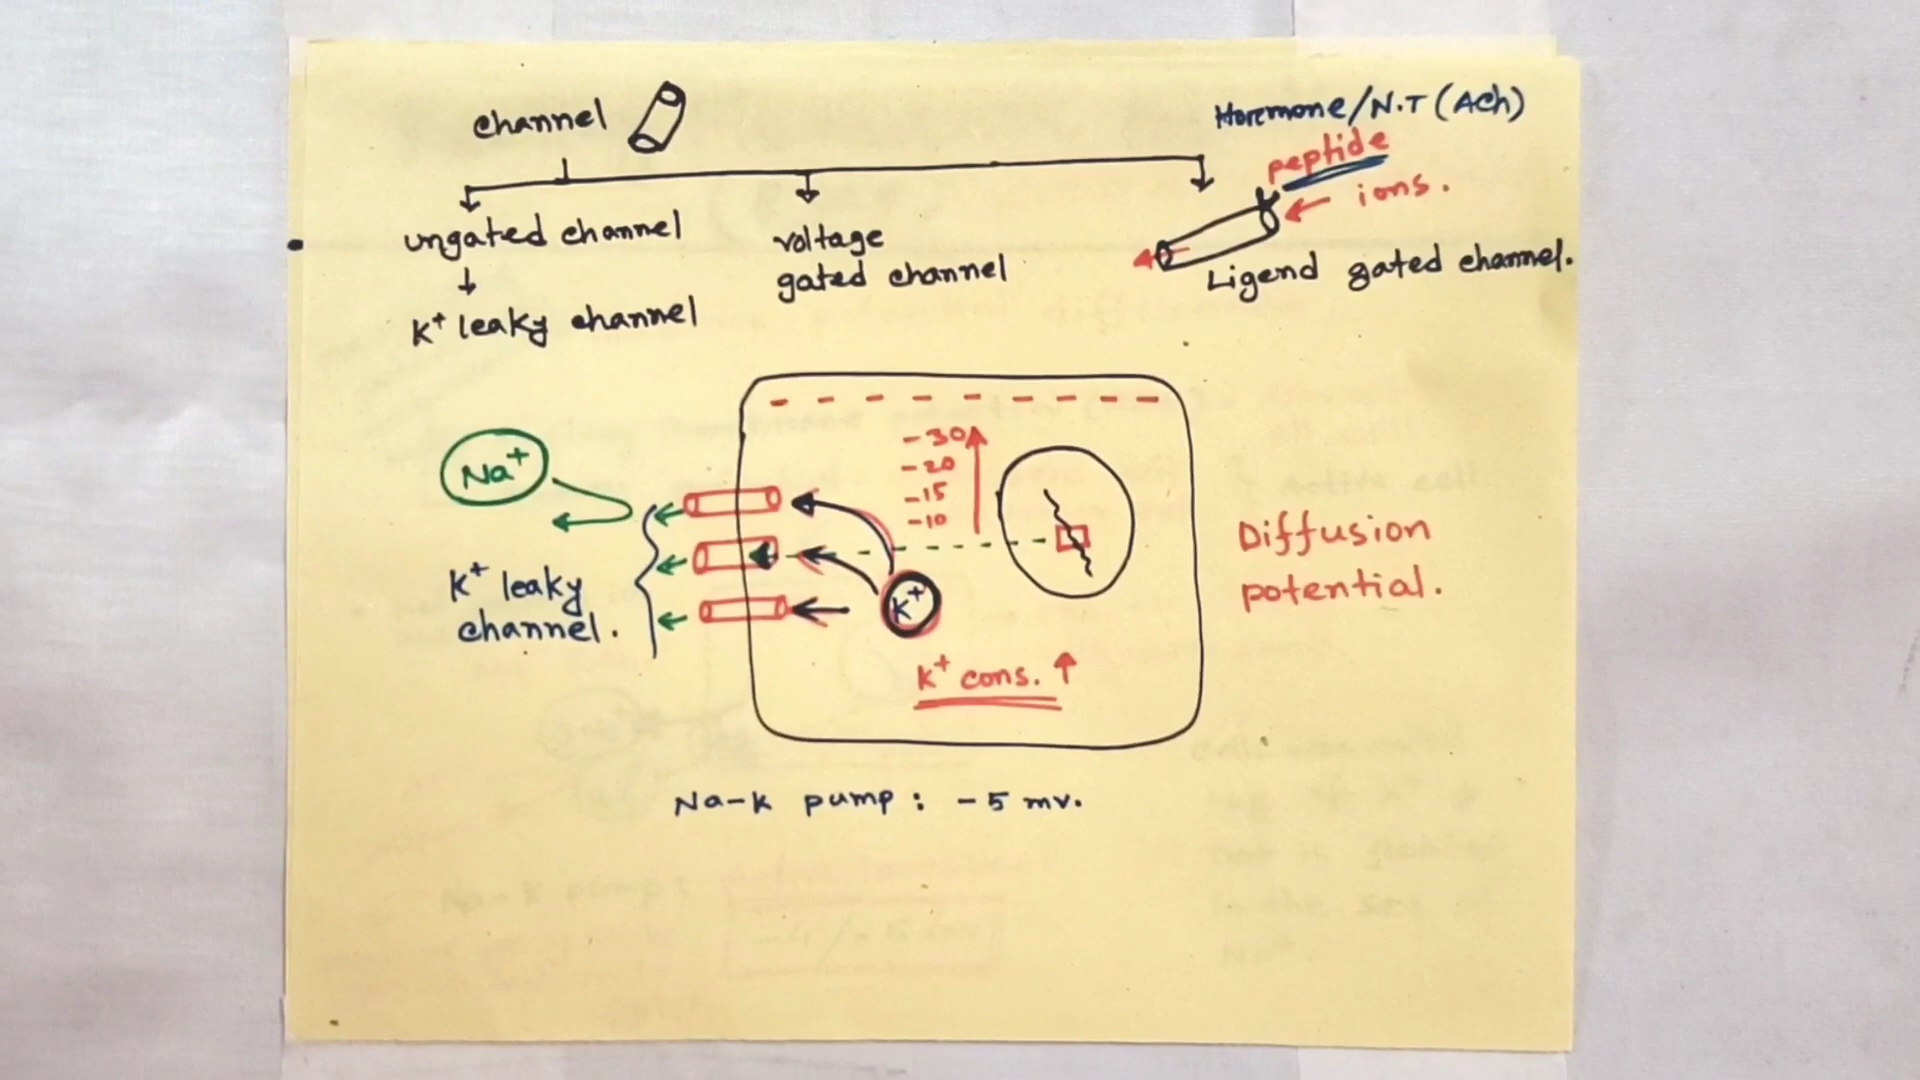 channel
Hormone/N.T (Ach)
peptide
ions.
ungated channel
voltage
gated channel
Ligend gated channel.
K+ leaky channel
-30
-20
-15
-10
Na+
K+ leaky
channel.
K+
K+ cons. ↑
Diffusion
potential.
Na-K pump : -5 mv.